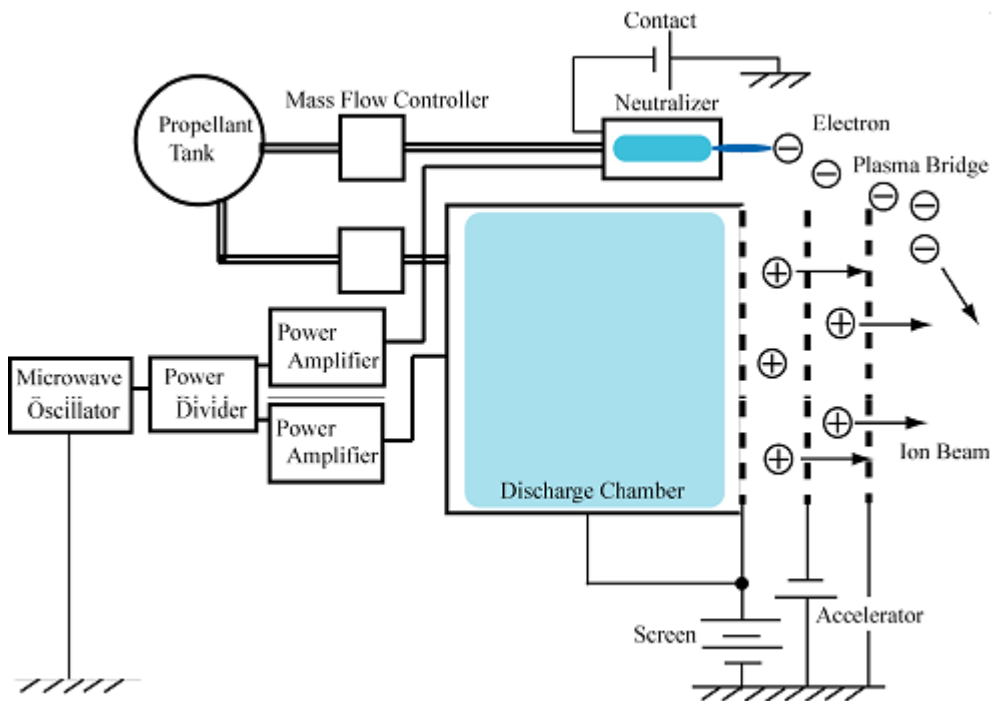 Contact
Mass Flow Controller
Neutralizer
Propellant
Tank
Electron
Plasma Bridge
Power
Amplifier
Microwave
Oscillator
Power
Divider
Power
Amplifier
Ion Beam
Discharge Chamber
Screen
Accelerator